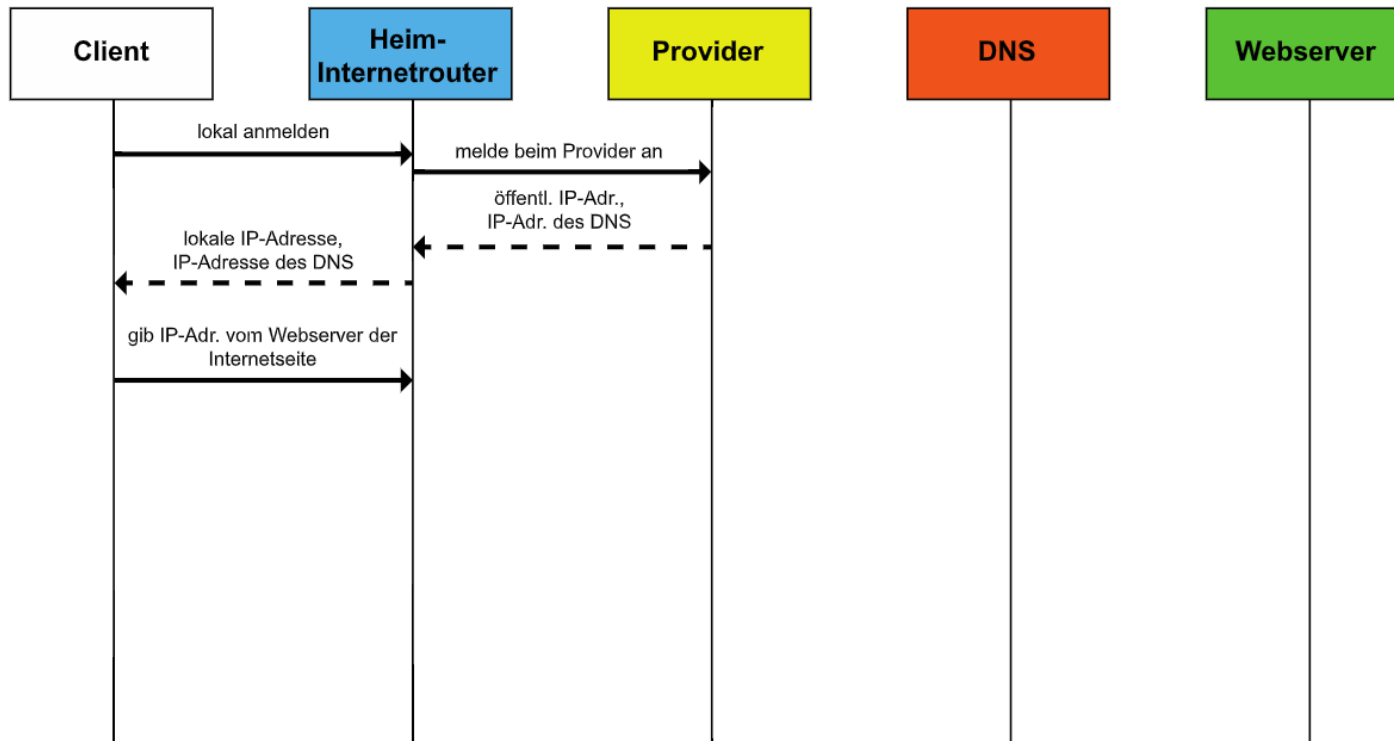 Client
Heim-
Internetrouter
Provider
DNS
Webserver
lokal anmelden
melde beim Provider an
öffentl. IP-Adr.,
IP-Adr. des DNS
lokale IP-Adresse,
IP-Adresse des DNS
gib IP-Adr. vom Webserver der
Internetseite